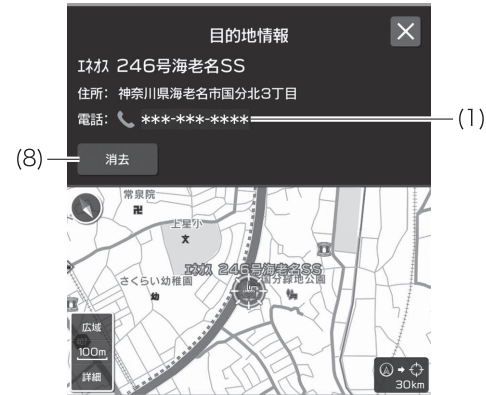 目的地情報
エネオス 246号海老名SS
住所： 神奈川県海老名市国分北3丁目
電話： ***-***-****
(1)
(8)
消去
常泉院
上星小
文
エネオス 246号海老名SS
さくらい幼稚園
国分緑地公園
幼
広域
100m
詳細
30km